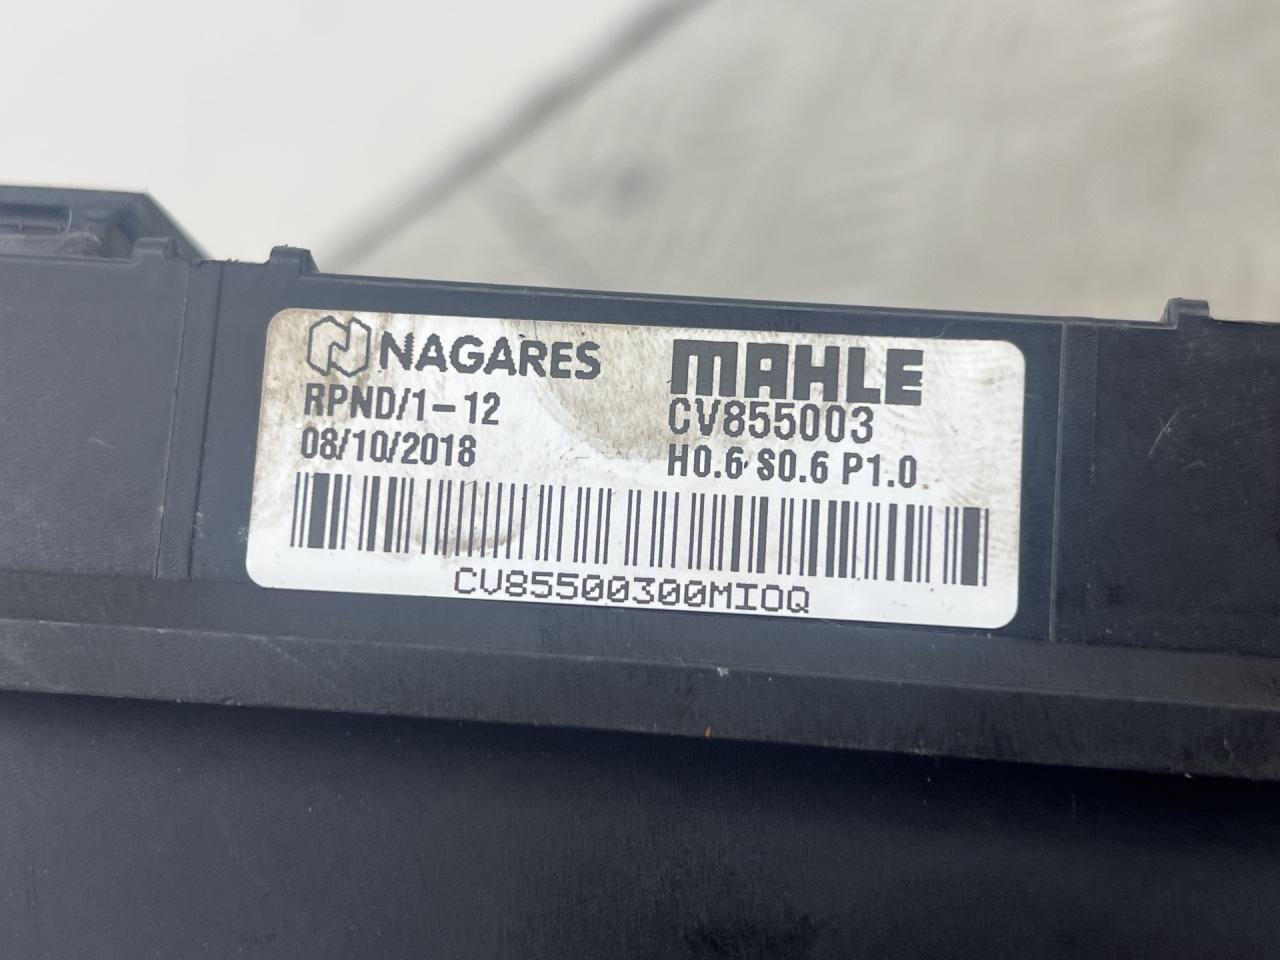 NAGARES MAHLE
RPND/1-12 CV855003
08/10/2018 H0.6 S0.6 P1.0
CV85500300MIOQ